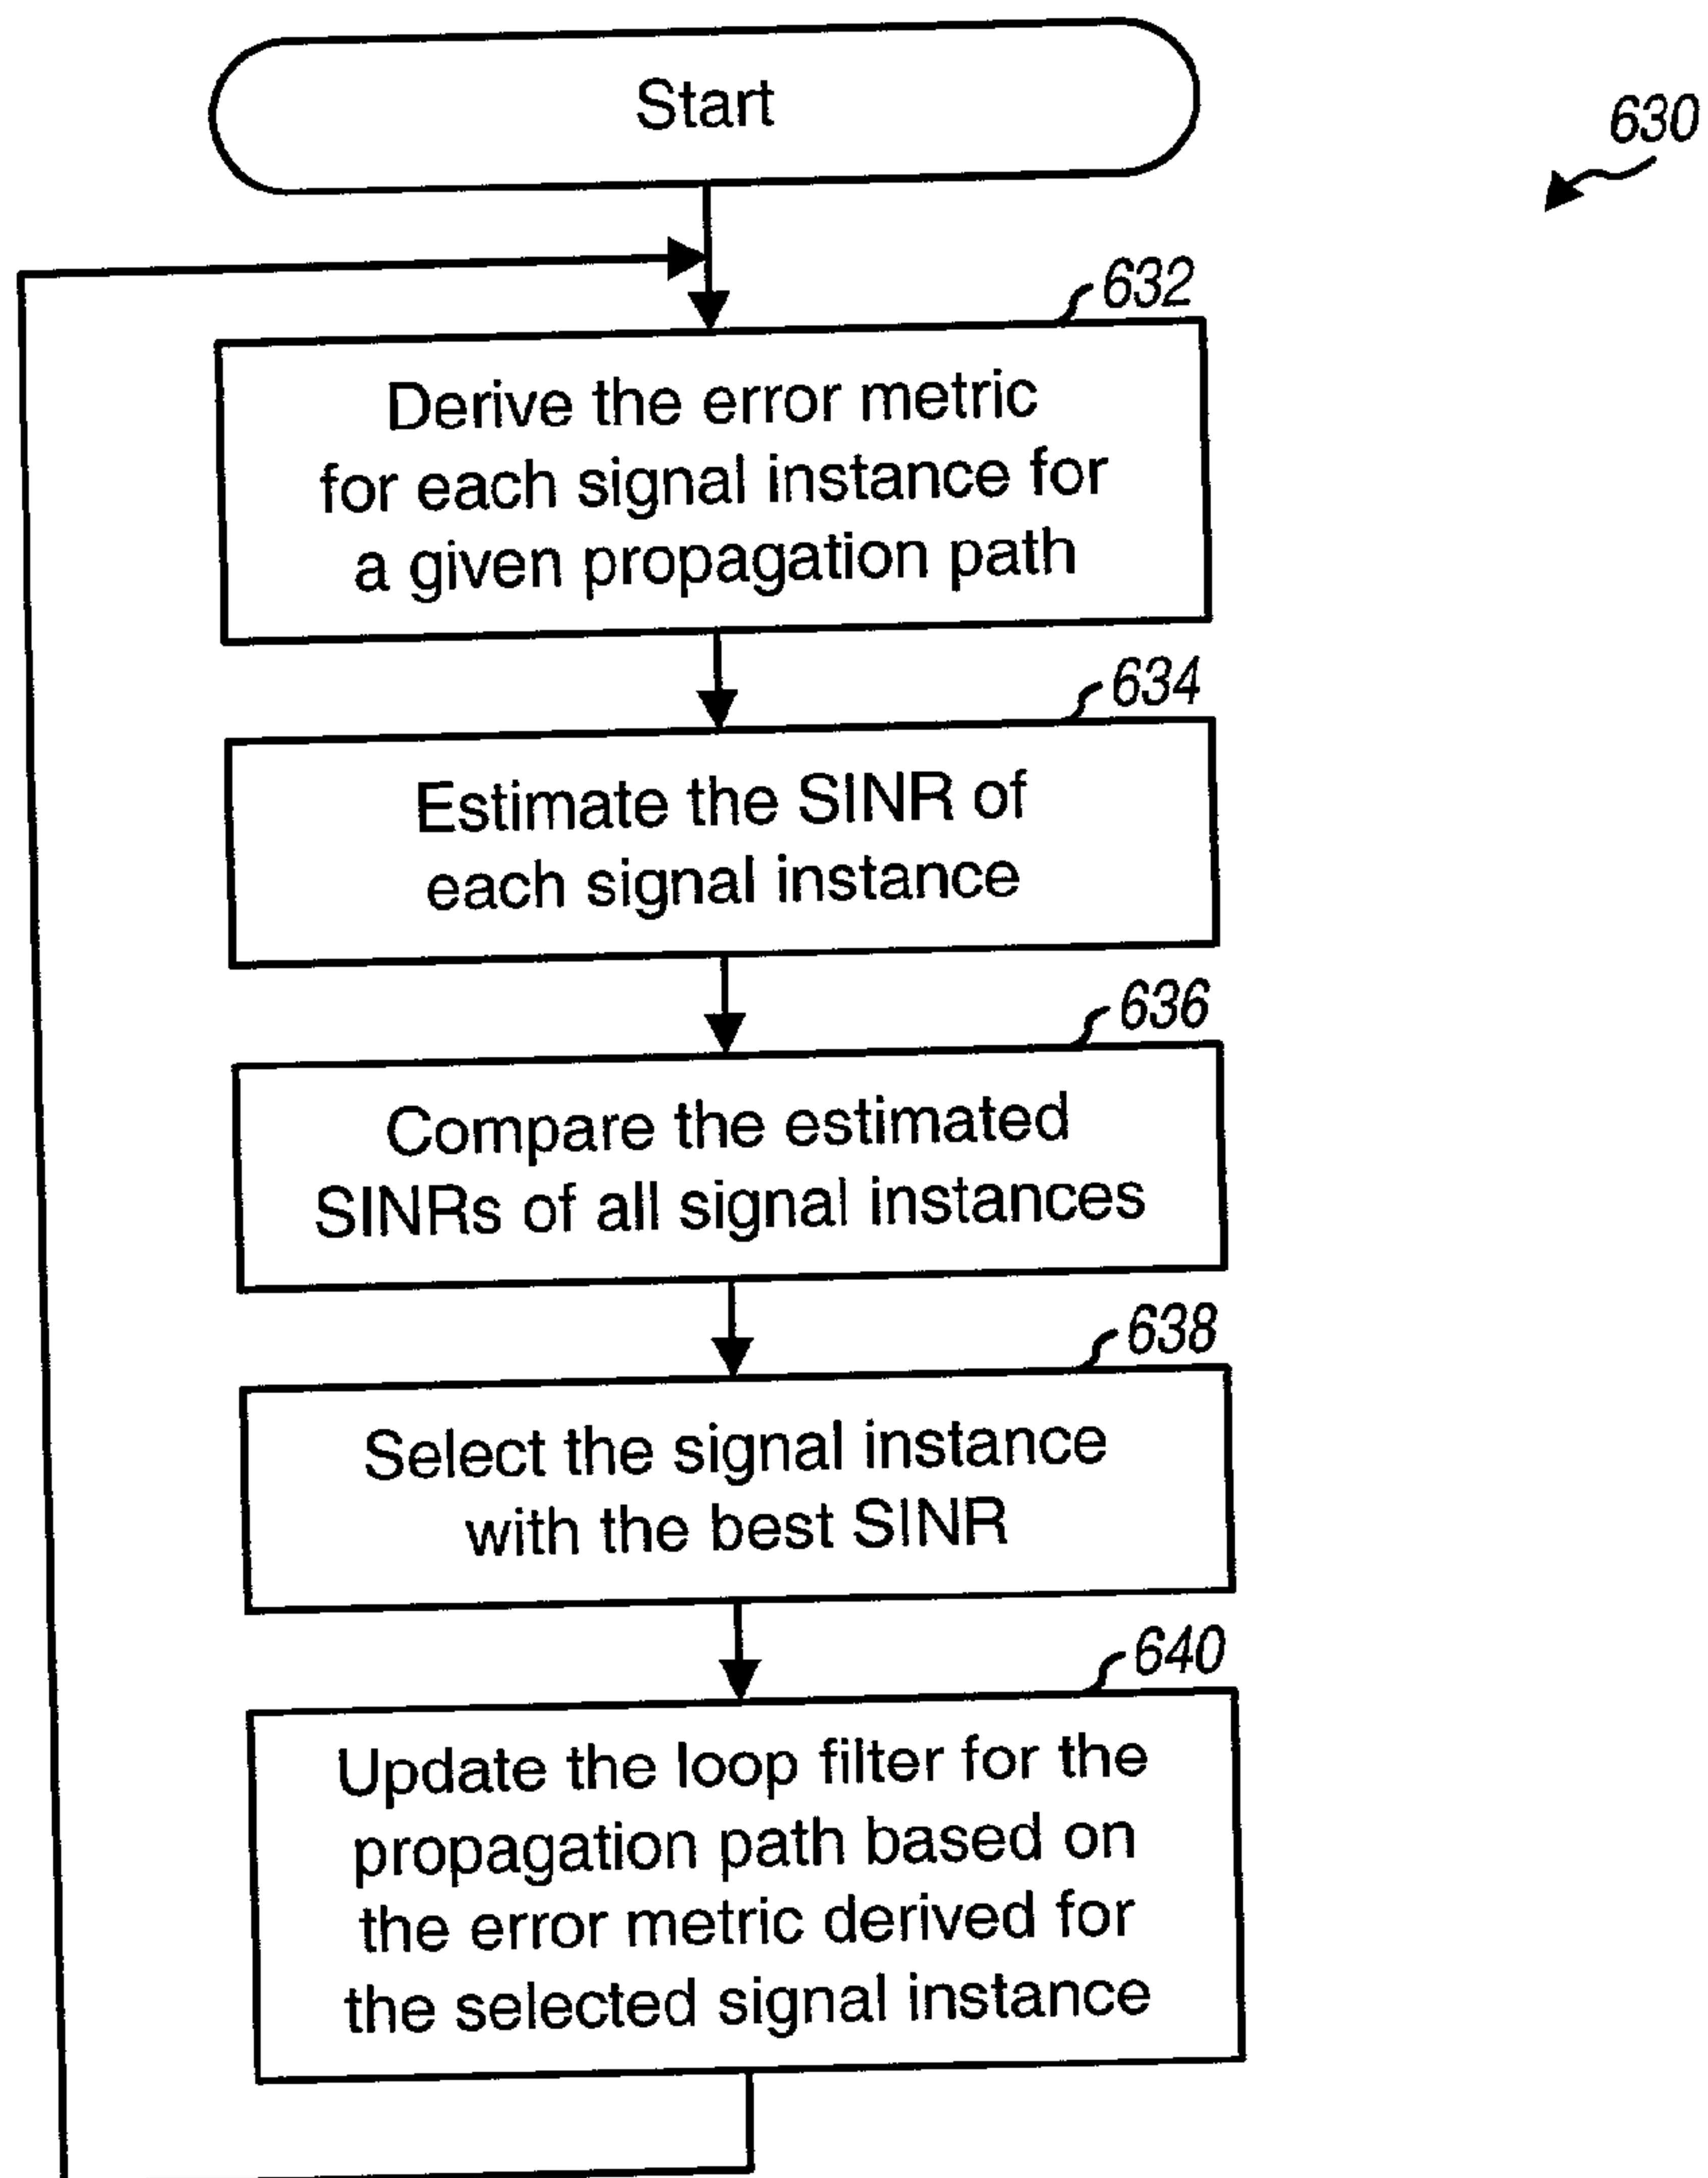 Start
630
632
Derive the error metric
for each signal instance for
a given propagation path
634
Estimate the SINR of
each signal instance
636
Compare the estimated
SINRs of all signal instances
638
Select the signal instance
with the best SINR
640
Update the loop filter for the
propagation path based on
the error metric derived for
the selected signal instance